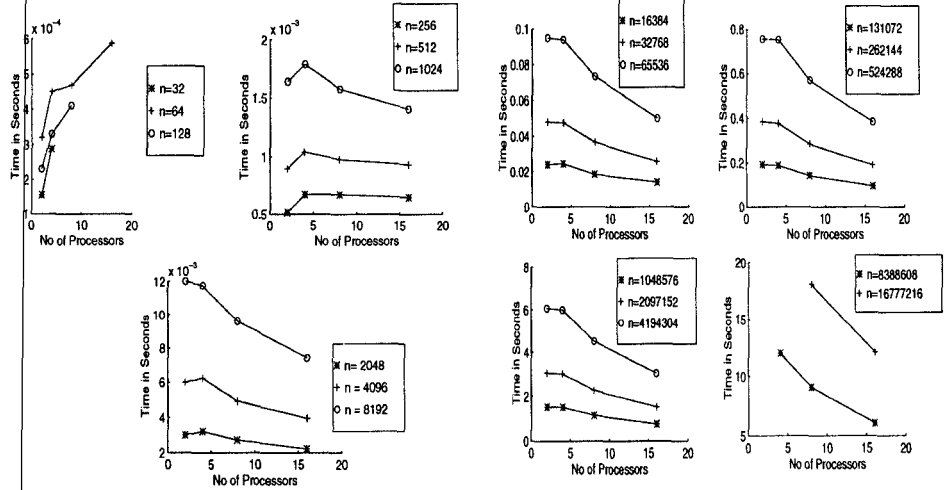 x 10⁻⁴
6
5
4
3
2
1
Time in Seconds
0 10 20
No of Processors
n=32
n=64
n=128
x 10⁻³
2
1.5
1
0.5
Time in Seconds
0 5 10 15 20
No of Processors
n=256
n=512
n=1024
0.1
0.08
0.06
0.04
0.02
0
Time in Seconds
0 5 10 15 20
No of Processors
n=16384
n=32768
n=65536
0.8
0.6
0.4
0.2
0
Time in Seconds
0 5 10 15 20
No of Processors
n=131072
n=262144
n=524288
x 10⁻³
12
10
8
6
4
2
Time in Seconds
0 5 10 15 20
No of Processors
n= 2048
n = 4096
n = 8192
8
6
4
2
0
Time in Seconds
0 5 10 15 20
No of Processors
n=1048576
n=2097152
n=4194304
20
15
10
5
Time in Seconds
0 5 10 15 20
No of Processors
n=8388608
n=16777216